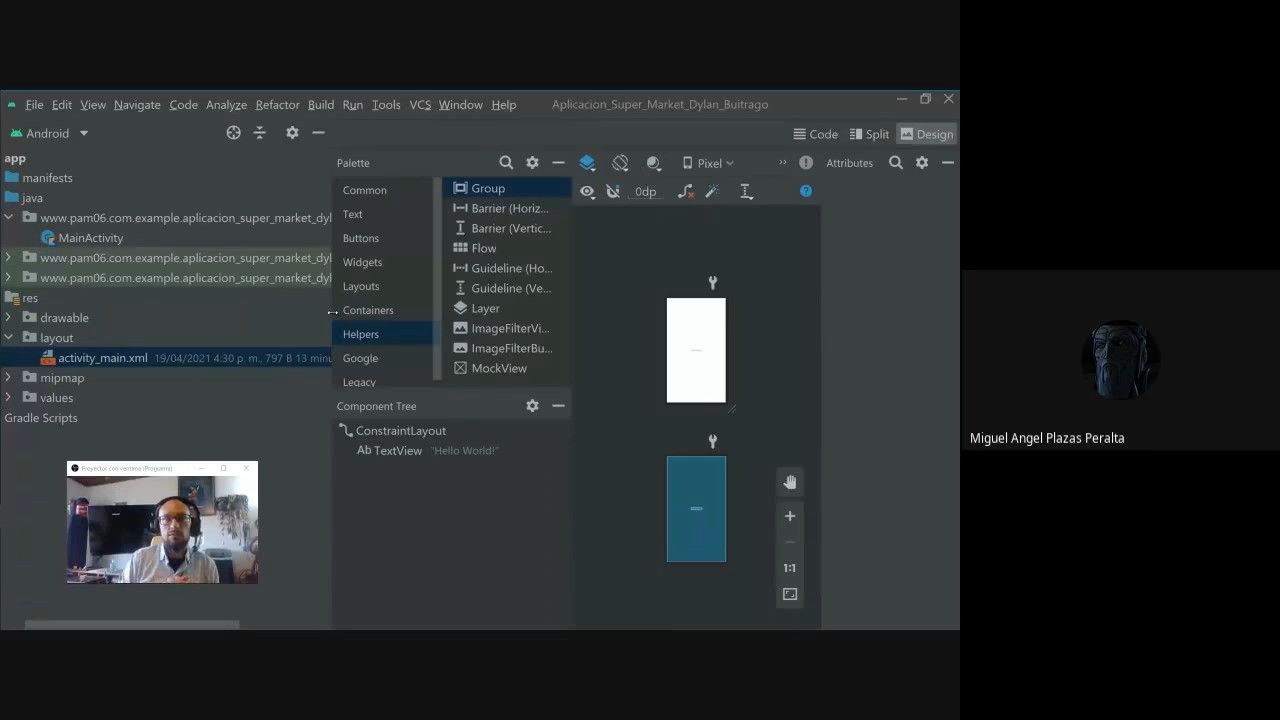 File Edit View Navigate Code Analyze Refactor Build Run Tools VCS Window Help Aplicacion_Super_Market_Dylan_Buitrago
Android
Code Split Design
app
manifests
java
www.pam06.com.example.aplicacion_super_market_dyl
MainActivity
www.pam06.com.example.aplicacion_super_market_dyl
www.pam06.com.example.aplicacion_super_market_dyl
res
drawable
layout
activity_main.xml 19/04/2021 4:30 p. m., 797 B 13 minu
mipmap
values
Gradle Scripts
Palette
Common
Text
Buttons
Widgets
Layouts
Containers
Helpers
Google
Legacy
Group
Barrier (Horiz...
Barrier (Vertic...
Flow
Guideline (Ho...
Guideline (Ve...
Layer
ImageFilterVi...
ImageFilterBu...
MockView
Component Tree
ConstraintLayout
Ab TextView "Hello World!"
Pixel
Attributes
0dp
1:1
Proyector con ventana (Programa)
Miguel Angel Plazas Peralta